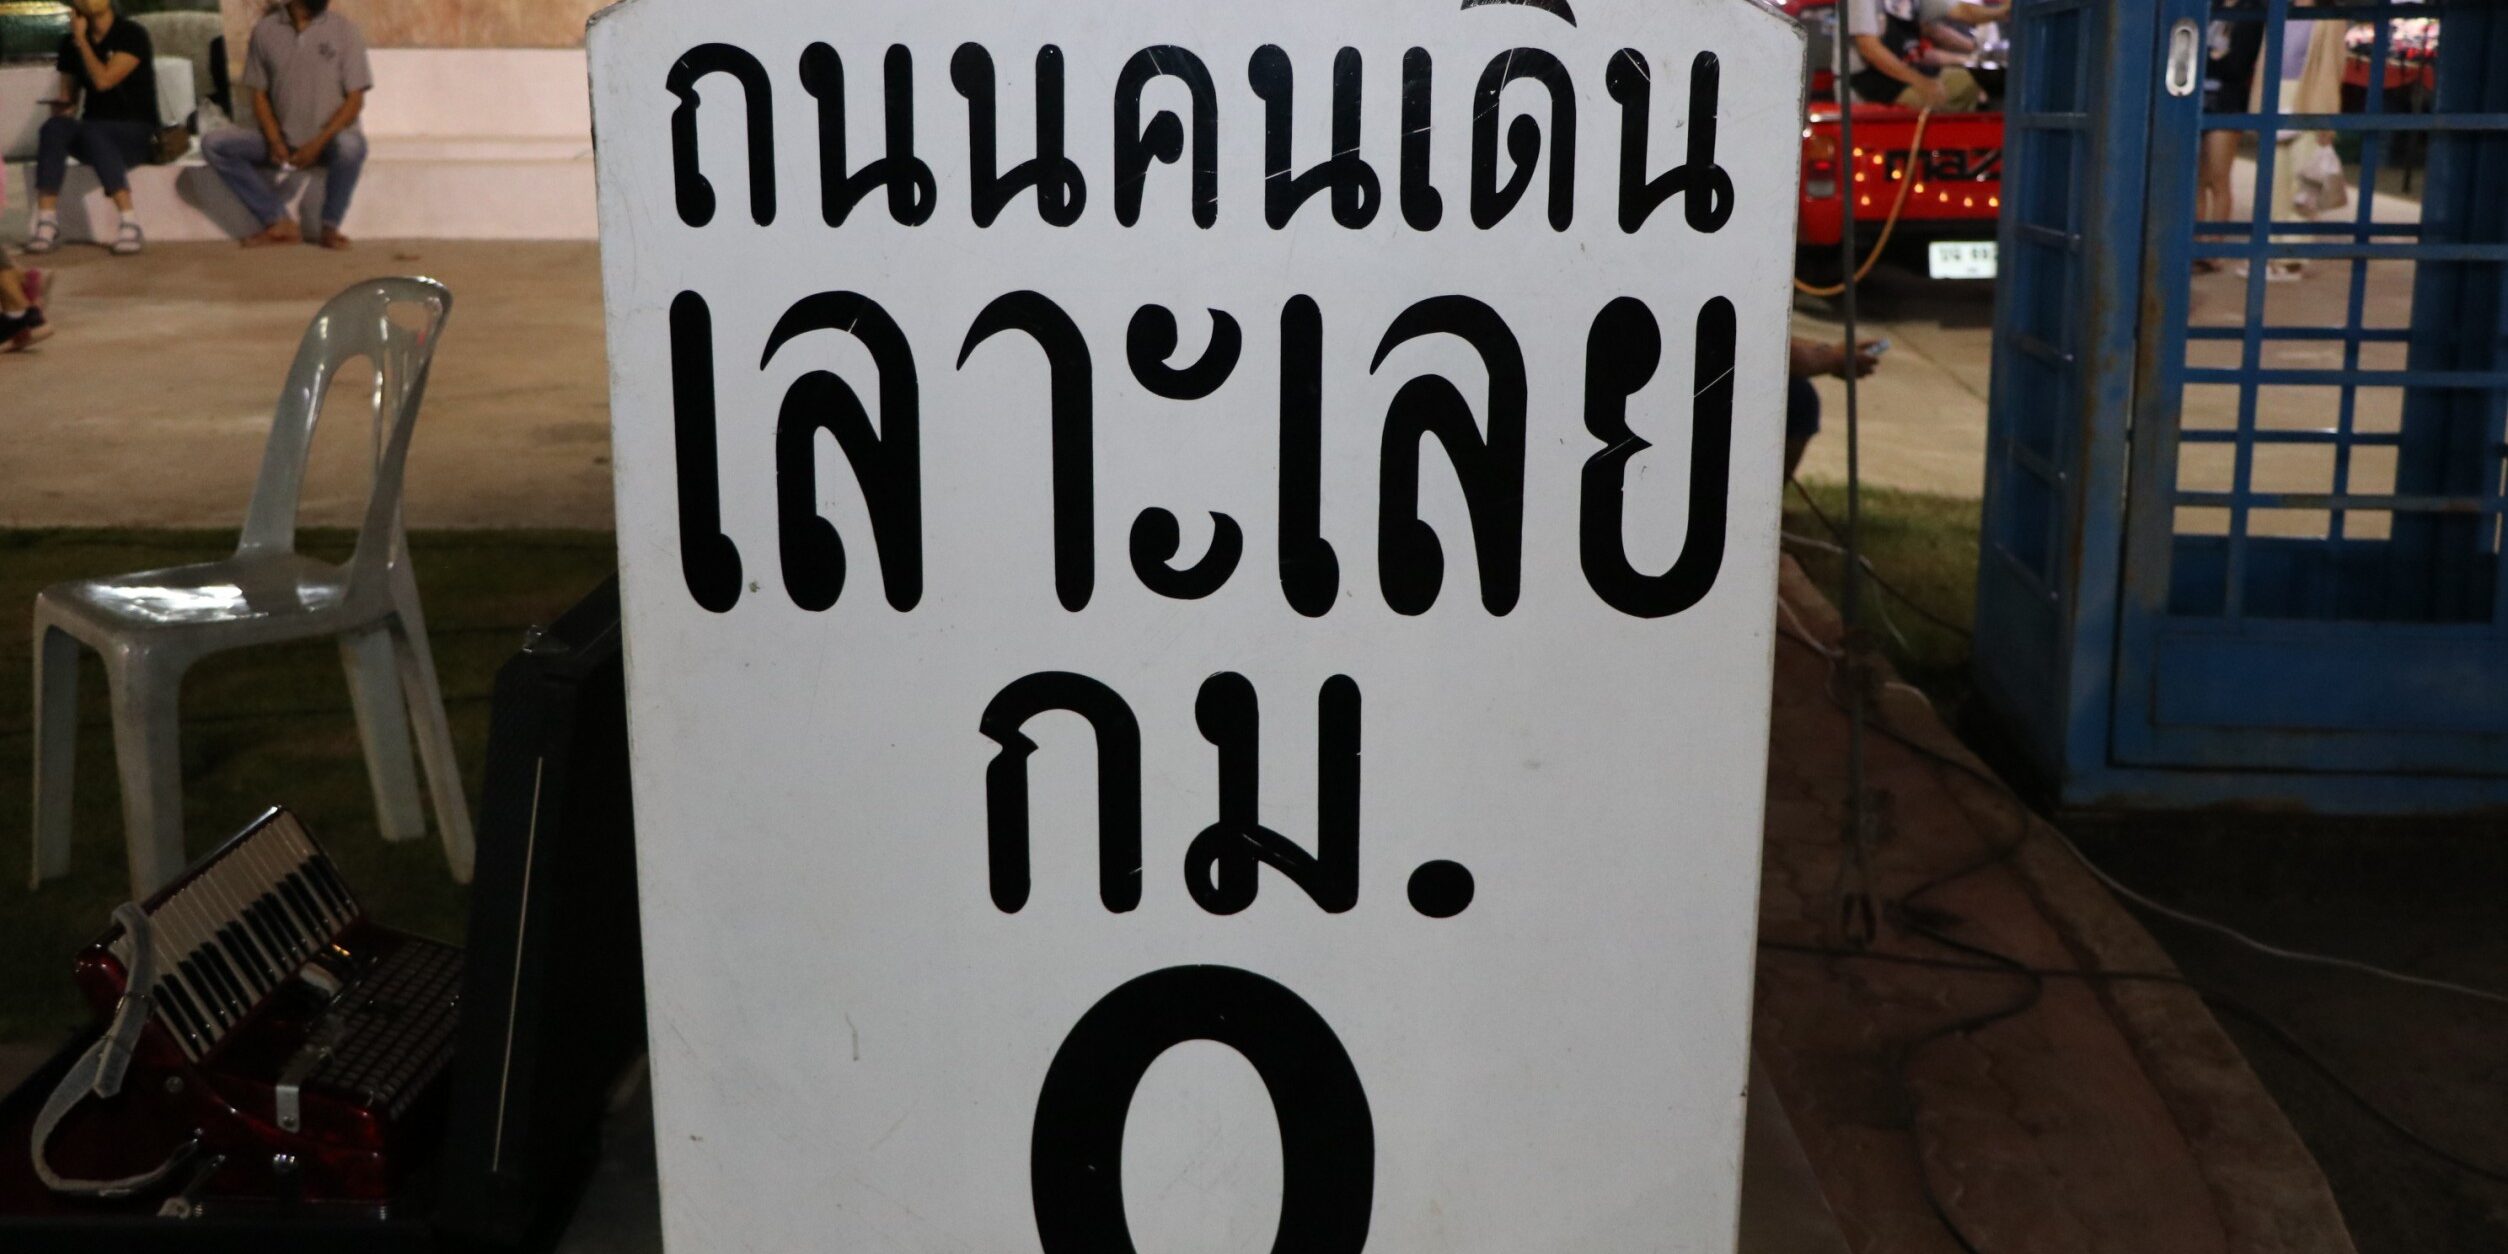 ถนนคนเดิน
เลาะเลย
กม.
0